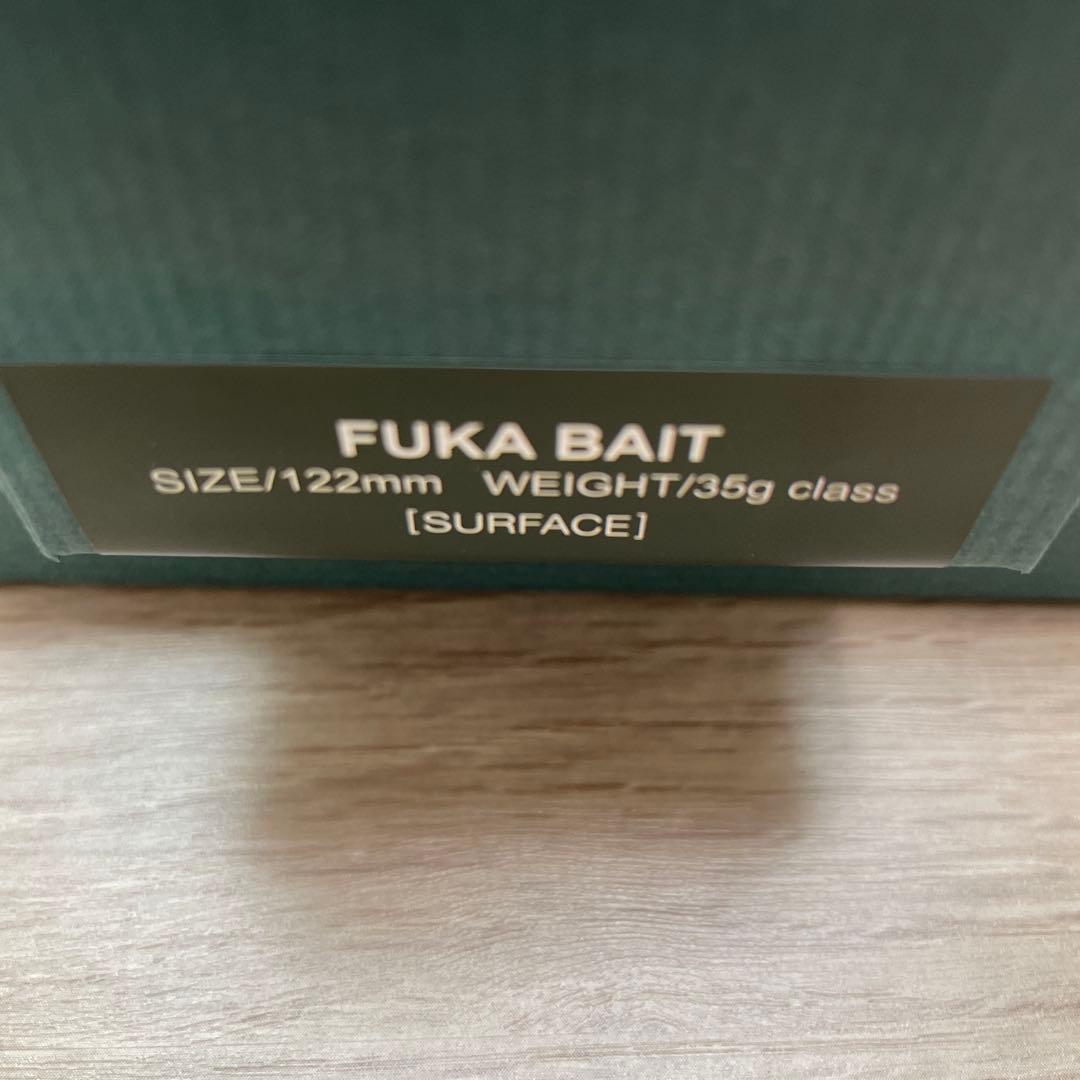 FUKA BAIT
SIZE/122mm WEIGHT/35g class
[SURFACE]